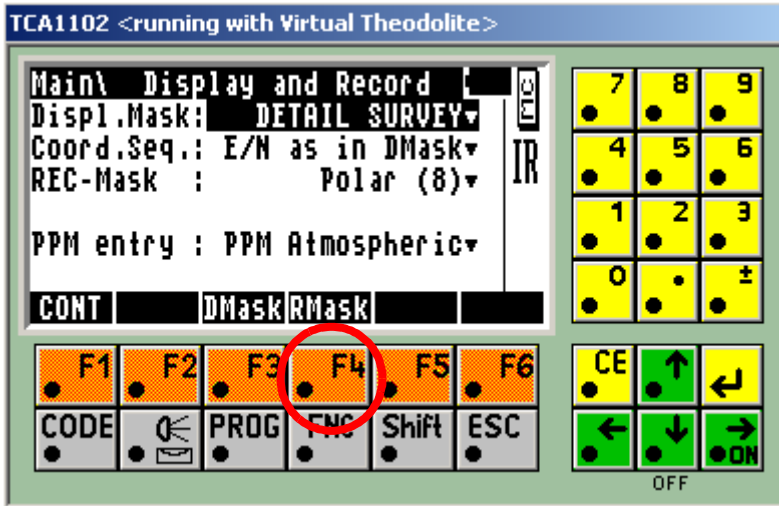 TCA1102 <running with Virtual Theodolite>
Main\ Display and Record
MC
Displ.Mask: DETAIL SURVEY▾
Coord.Seq.: E/N as in DMask▾
IR
REC-Mask : Polar (8)▾
PPM entry : PPM Atmospheric▾
CONT DMask RMask
7 8 9
4 5 6
1 2 3
0 . ±
F1 F2 F3 F4 F5 F6
CE ↑ ↵
CODE PROG FNC Shift ESC
← ↓ → ON
OFF